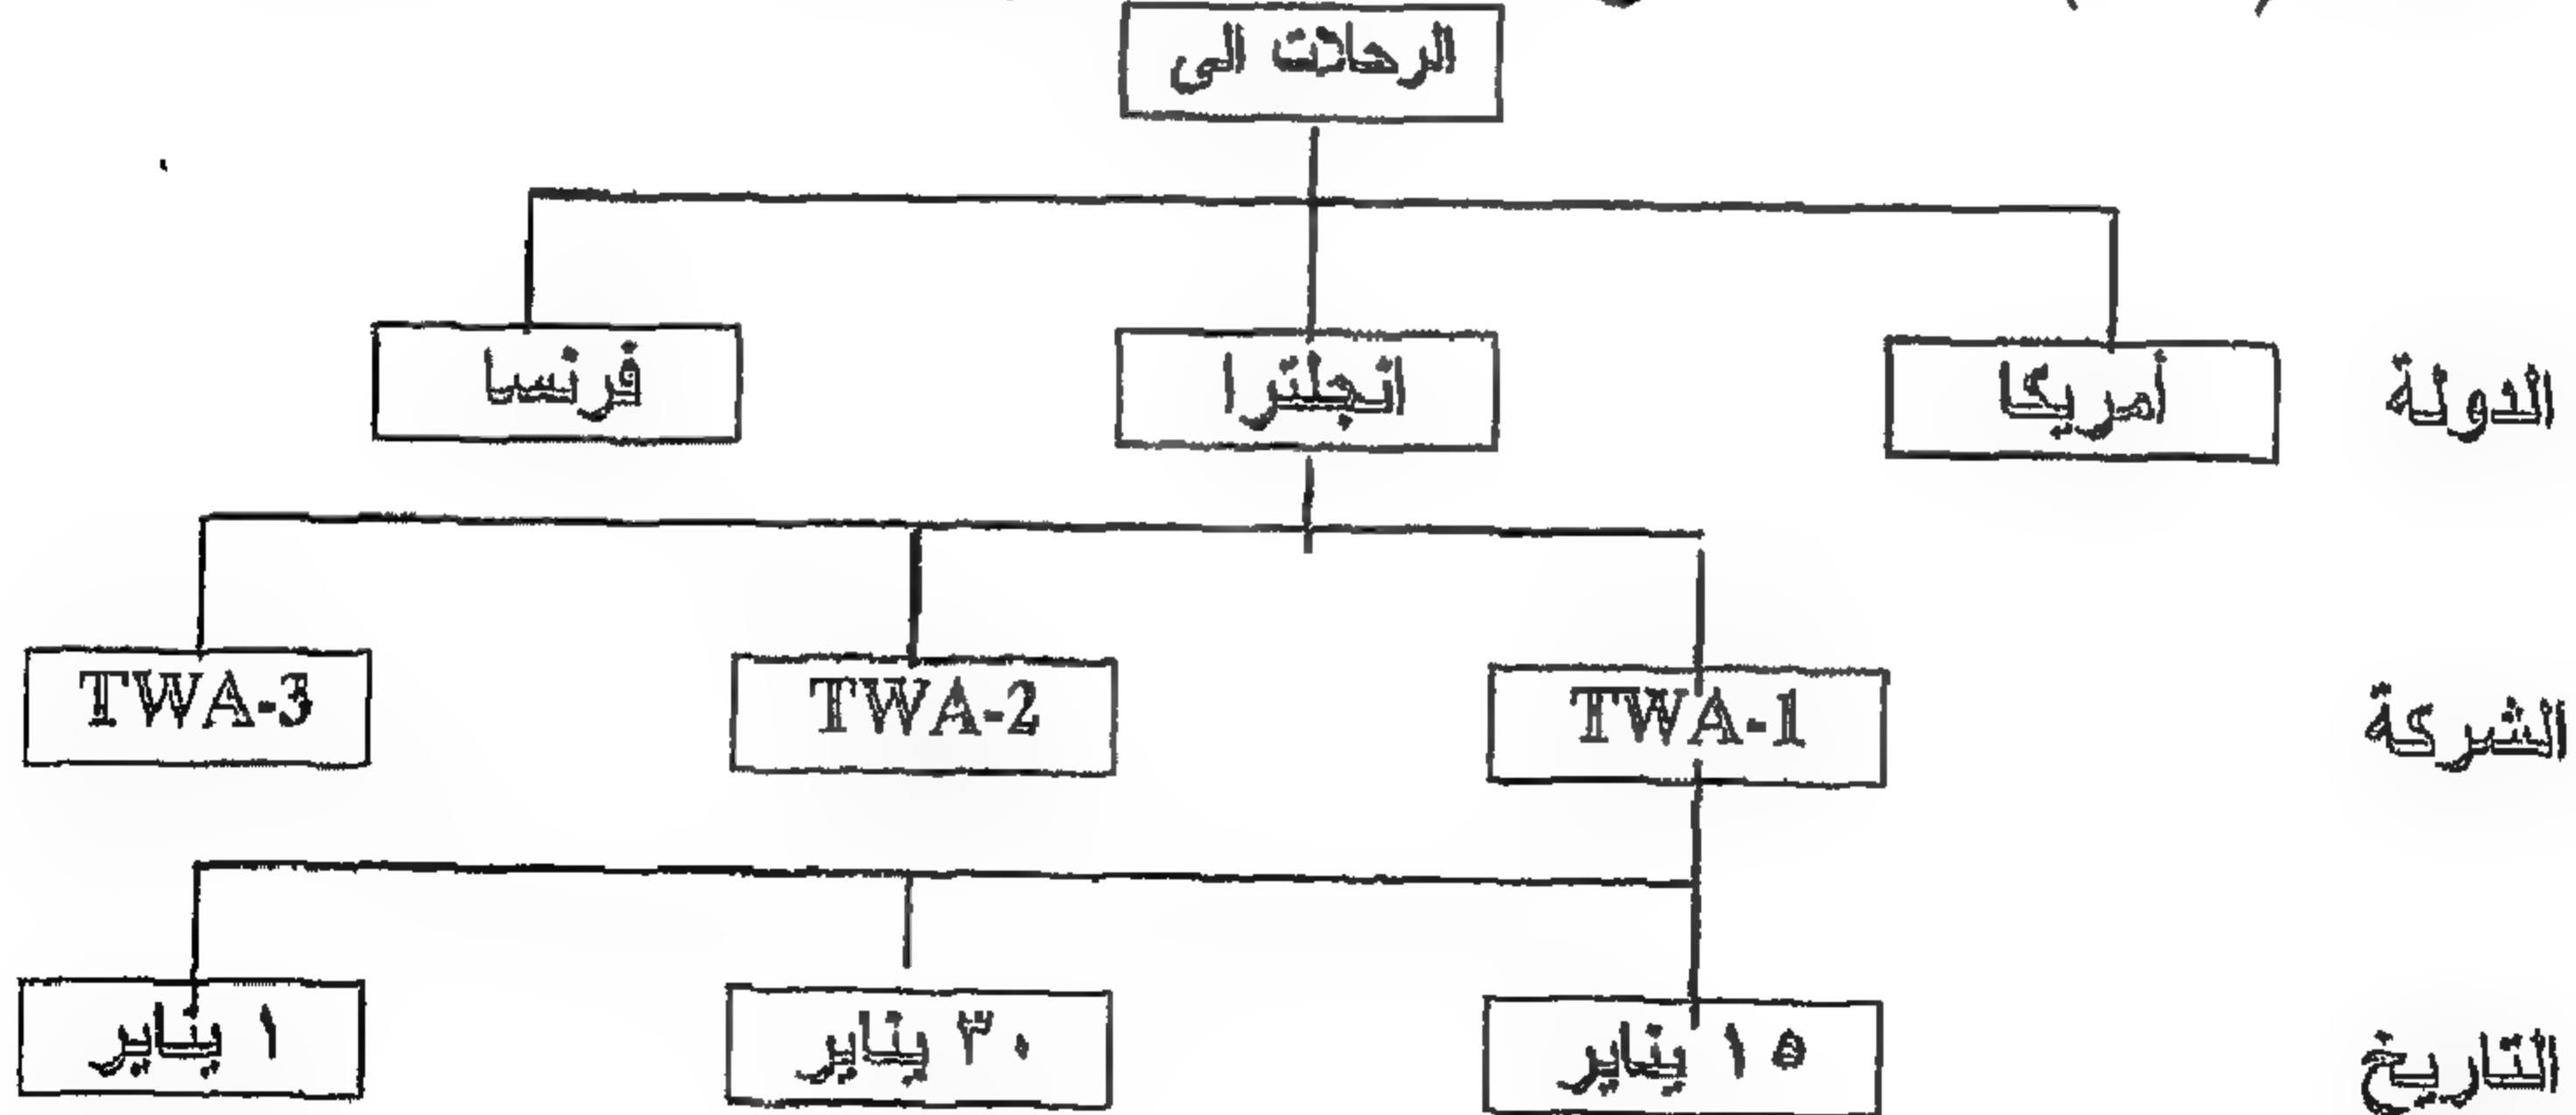 الرحلات الى
الدولة أمريكا انجلترا فرنسا
الشركة TWA-1 TWA-2 TWA-3
التاريخ ١٥ يناير ٣٠ يناير ١ يناير